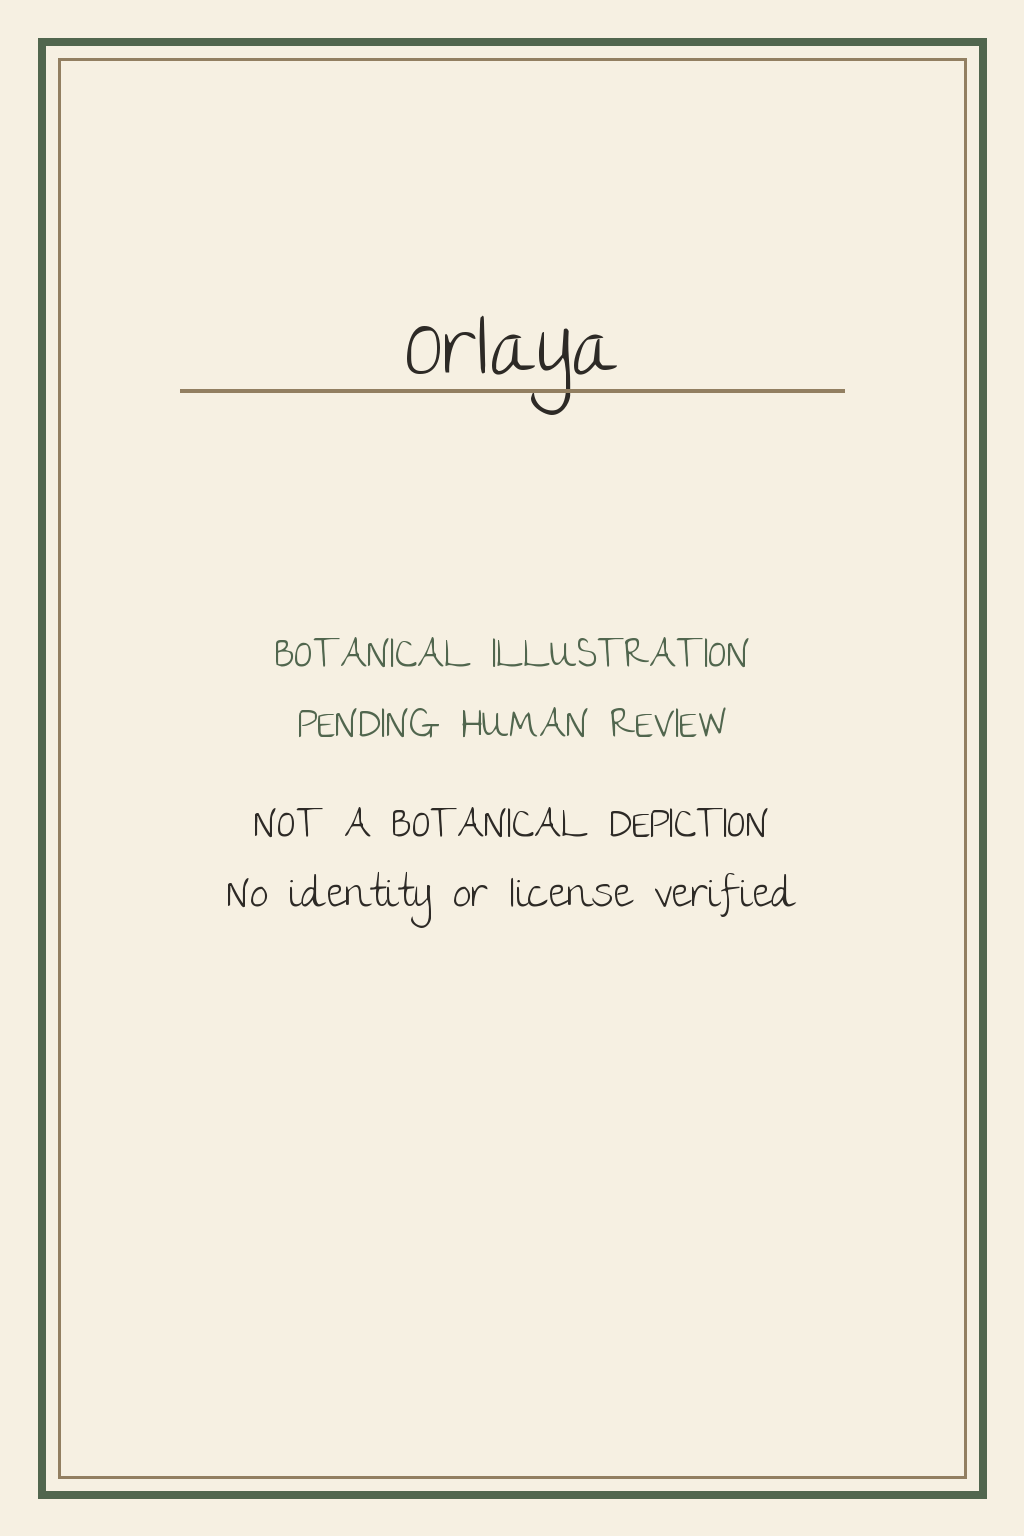 Orlaya
BOTANICAL ILLUSTRATION
PENDING HUMAN REVIEW
NOT A BOTANICAL DEPICTION
No identity or license verified